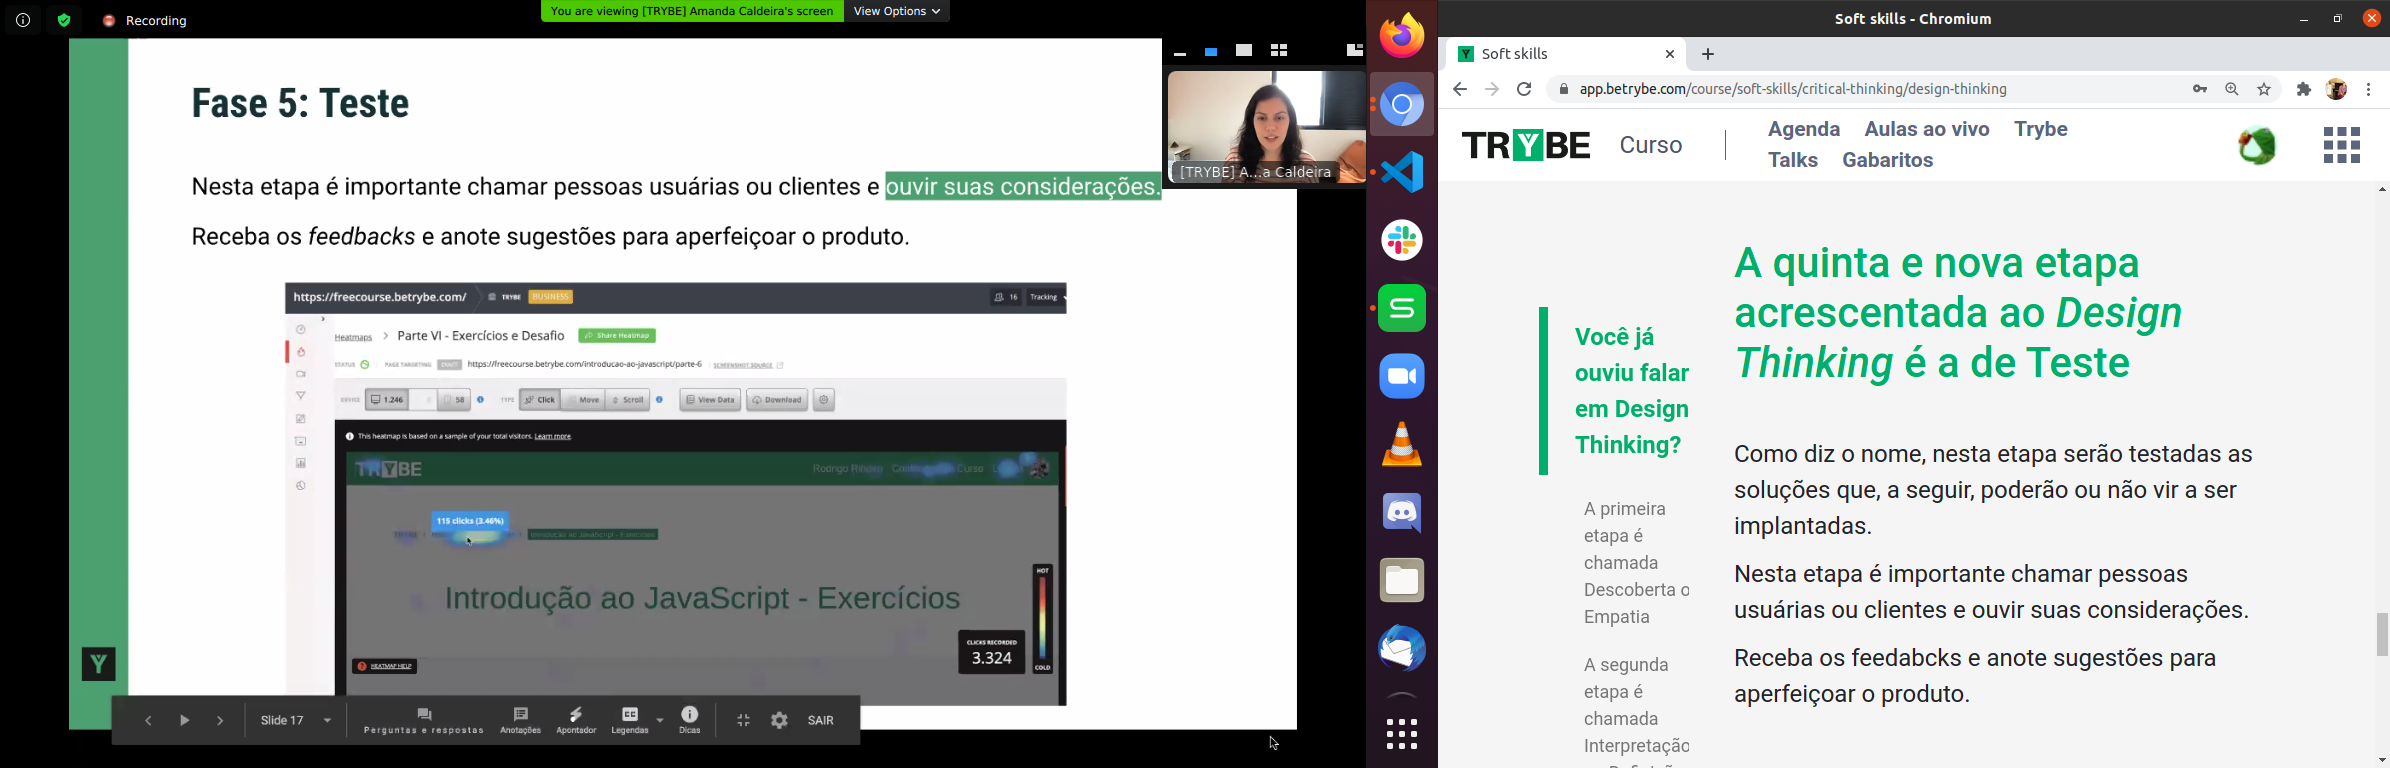 Recording
You are viewing [TRYBE] Amanda Caldeira's screen
View Options
Fase 5: Teste
Nesta etapa é importante chamar pessoas usuárias ou clientes e ouvir suas considerações.
Receba os feedbacks e anote sugestões para aperfeiçoar o produto.
[TRYBE] A...a Caldeira
https://freecourse.betrybe.com/
TRYBE
BUSINESS
16
Tracking
Heatmaps
Parte VI - Exercícios e Desafio
Share Heatmap
STATUS
PAGE TARGETING
EXACT
https://freecourse.betrybe.com/introducao-ao-javascript/parte-6
SCREENSHOT SOURCE
DEVICE
1.246
58
TYPE
Click
Move
Scroll
View Data
Download
This heatmap is based on a sample of your total visitors. Learn more.
TRYBE
Rodrigo Ribeiro
Curso
115 clicks (3.46%)
Introdução ao JavaScript - Exercícios
Introdução ao JavaScript - Exercícios
HOT
COLD
CLICKS RECORDED
3.324
HEATMAP HELP
Slide 17
Perguntas e respostas
Anotações
Apontador
Legendas
Dicas
SAIR
Soft skills - Chromium
Soft skills
app.betrybe.com/course/soft-skills/critical-thinking/design-thinking
TRYBE
Curso
Agenda
Aulas ao vivo
Trybe
Talks
Gabaritos
Você já
ouviu falar
em Design
Thinking?
A primeira
etapa é
chamada
Descoberta o
Empatia
A segunda
etapa é
chamada
Interpretação
A quinta e nova etapa
acrescentada ao Design
Thinking é a de Teste
Como diz o nome, nesta etapa serão testadas as
soluções que, a seguir, poderão ou não vir a ser
implantadas.
Nesta etapa é importante chamar pessoas
usuárias ou clientes e ouvir suas considerações.
Receba os feedabcks e anote sugestões para
aperfeiçoar o produto.